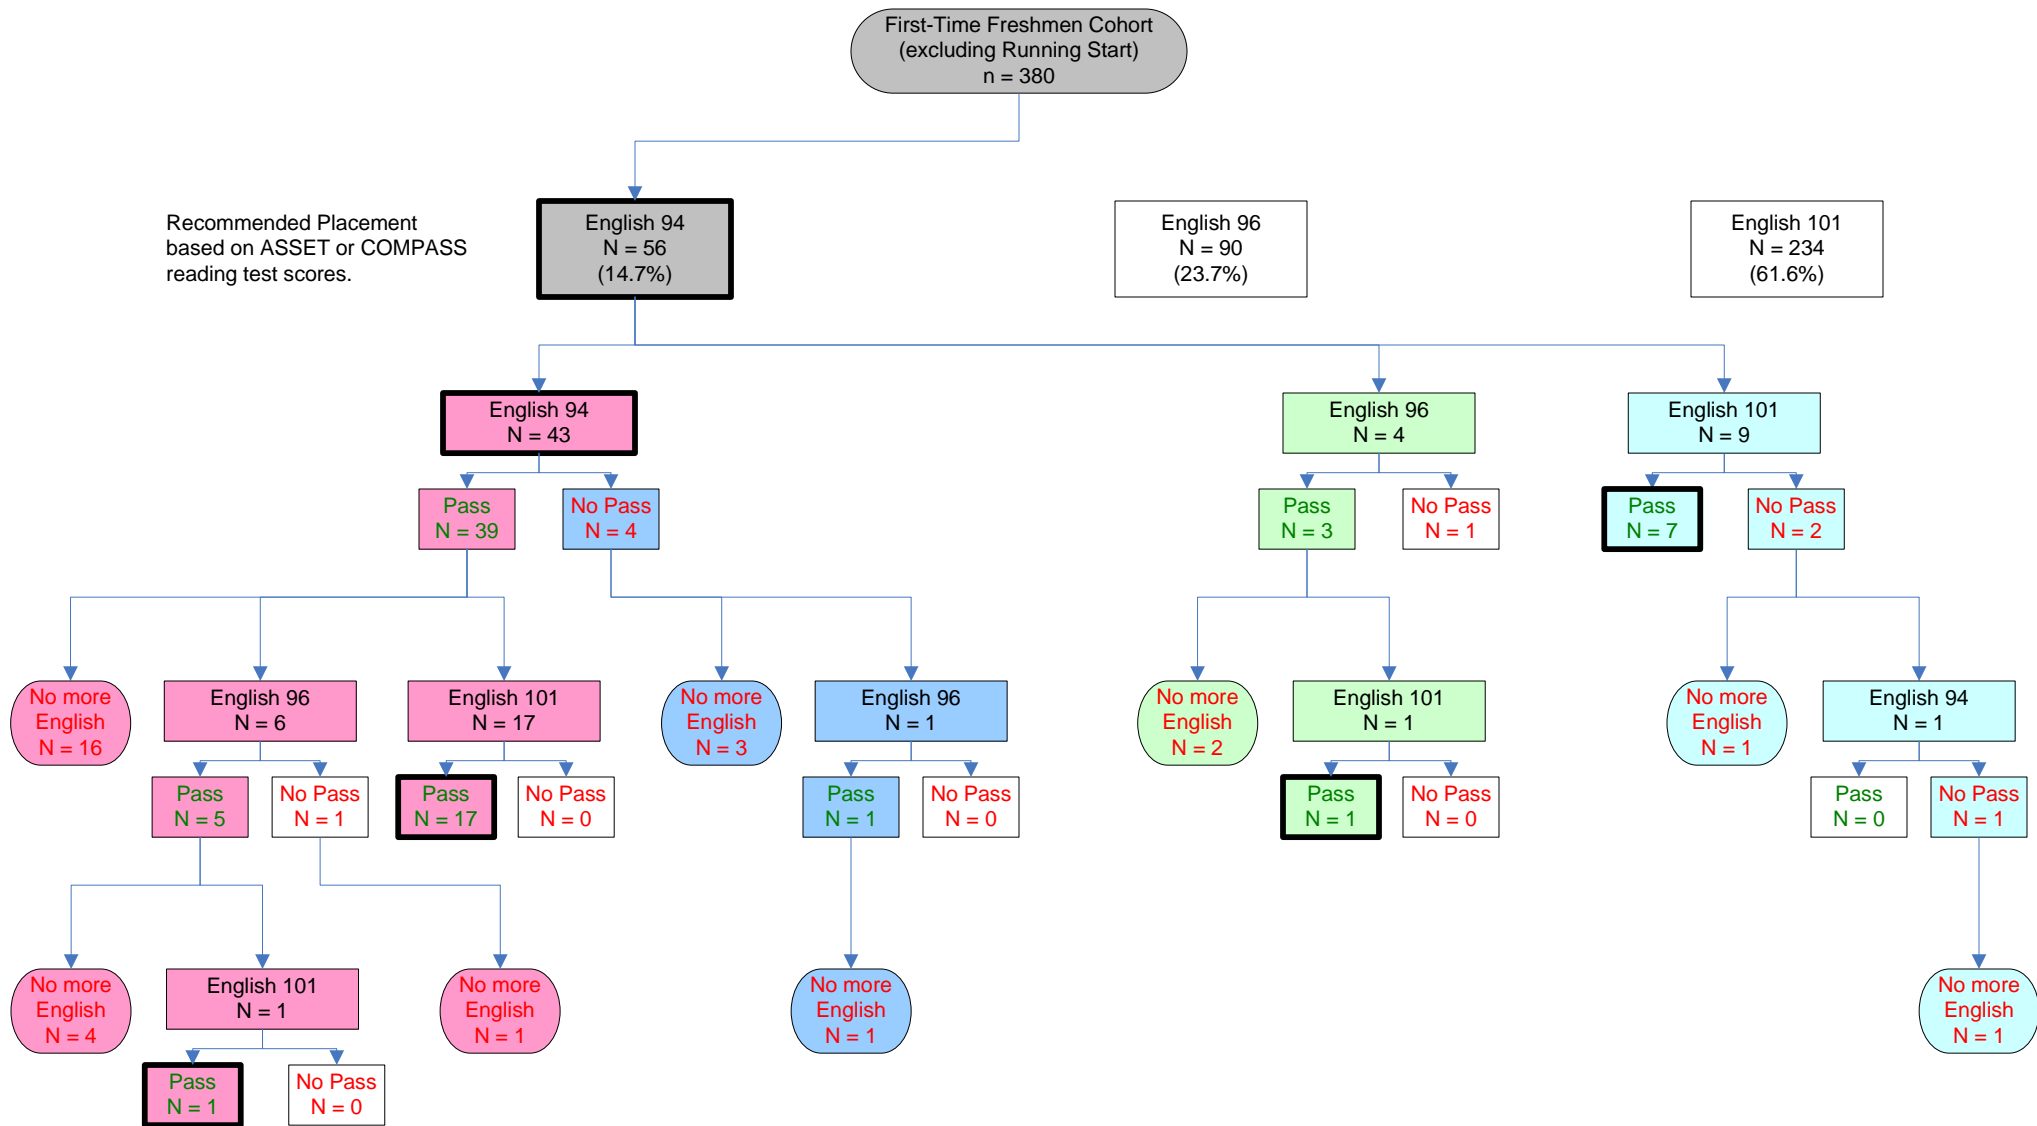 First-Time Freshmen Cohort
(excluding Running Start)
n = 380
Recommended Placement
based on ASSET or COMPASS
reading test scores.
English 94
N = 56
(14.7%)
English 96
N = 90
(23.7%)
English 101
N = 234
(61.6%)
English 94
N = 43
English 96
N = 4
English 101
N = 9
Pass
N = 39
No Pass
N = 4
Pass
N = 3
No Pass
N = 1
Pass
N = 7
No Pass
N = 2
No more
English
N = 16
English 96
N = 6
English 101
N = 17
No more
English
N = 3
English 96
N = 1
No more
English
N = 2
English 101
N = 1
No more
English
N = 1
English 94
N = 1
Pass
N = 5
No Pass
N = 1
Pass
N = 17
No Pass
N = 0
Pass
N = 1
No Pass
N = 0
Pass
N = 1
No Pass
N = 0
Pass
N = 0
No Pass
N = 1
No more
English
N = 4
English 101
N = 1
No more
English
N = 1
No more
English
N = 1
No more
English
N = 1
Pass
N = 1
No Pass
N = 0